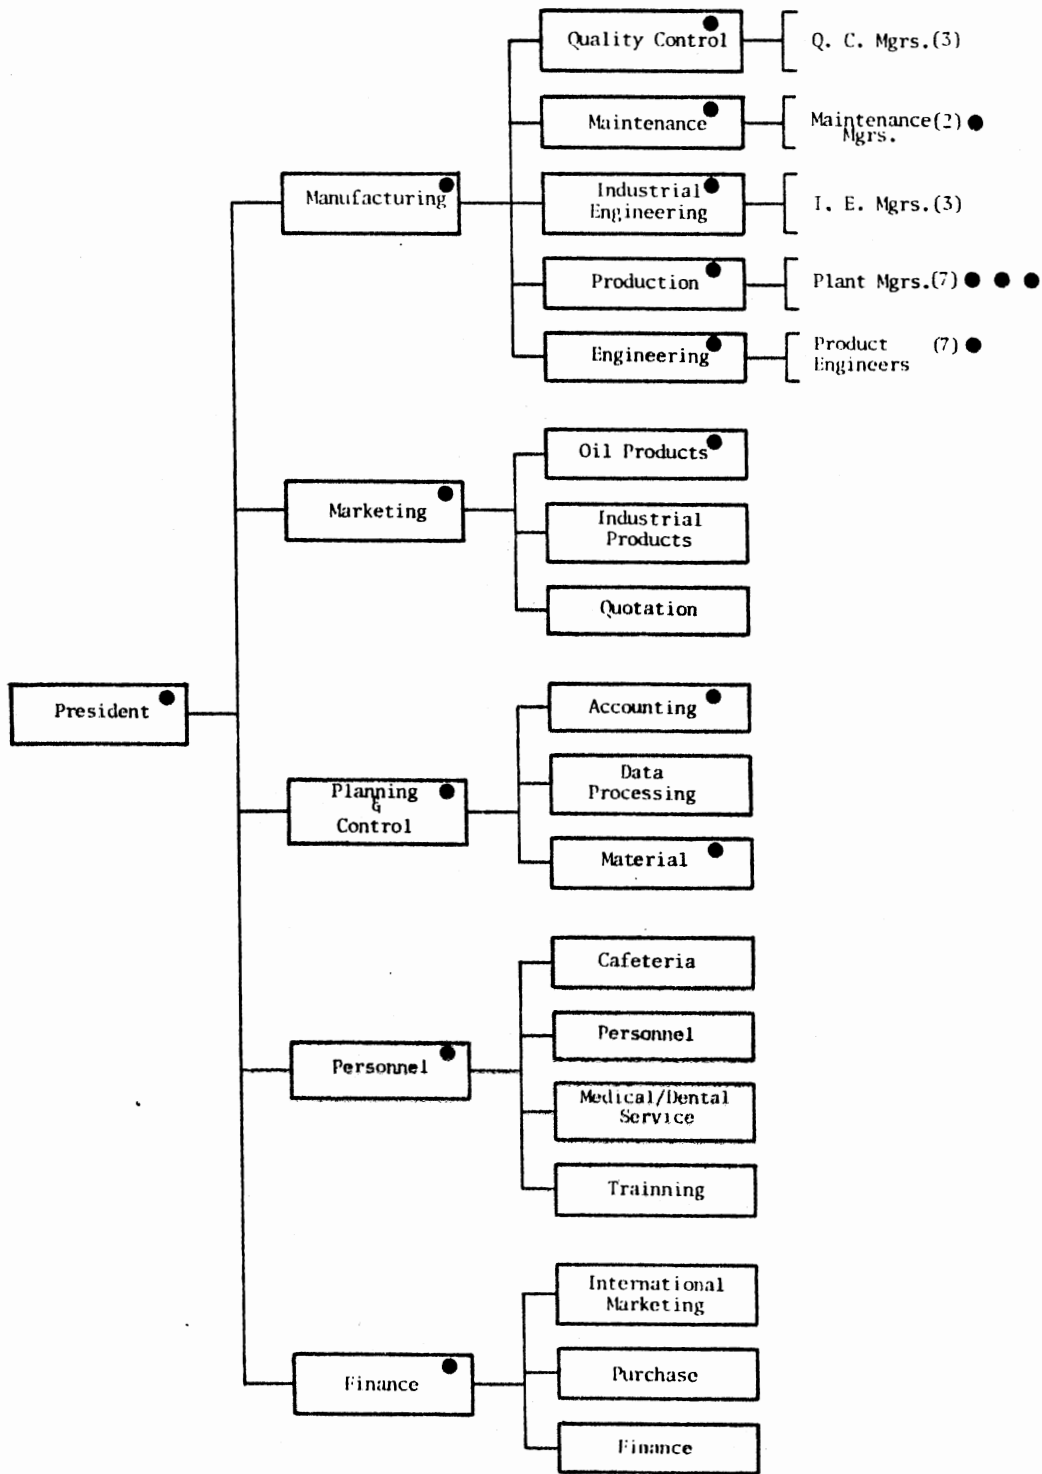 Quality Control
Q. C. Mgrs.(3)
Maintenance
Maintenance(2)
Mgrs.
Manufacturing
Industrial
Engineering
I. E. Mgrs.(3)
Production
Plant Mgrs.(7)
Engineering
Product (7)
Engineers
Marketing
Oil Products
Industrial
Products
Quotation
President
Planning
&
Control
Accounting
Data
Processing
Material
Personnel
Cafeteria
Personnel
Medical/Dental
Service
Trainning
Finance
International
Marketing
Purchase
Finance